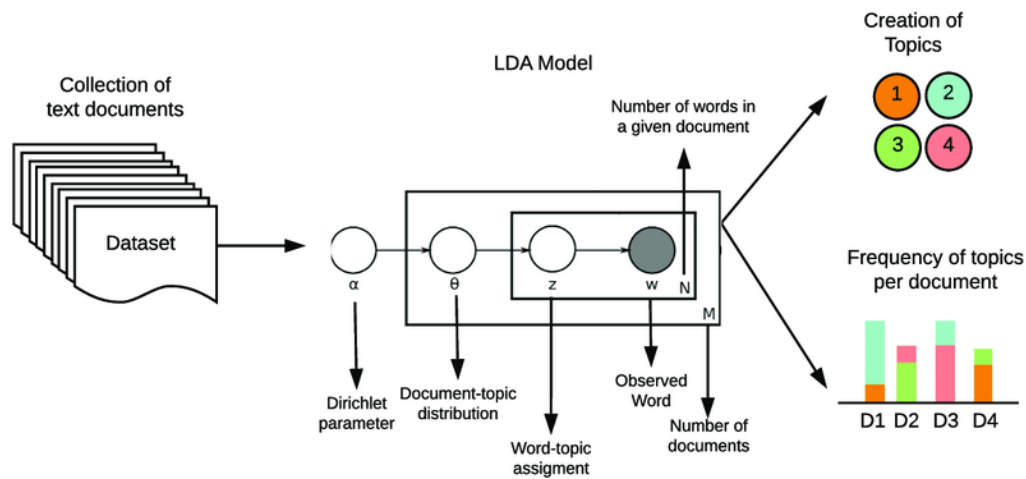 Collection of
text documents
Dataset
LDA Model
Number of words in
a given document
α
θ
z
w
N
M
Dirichlet
parameter
Document-topic
distribution
Word-topic
assigment
Observed
Word
Number of
documents
Creation of
Topics
1
2
3
4
Frequency of topics
per document
D1 D2 D3 D4